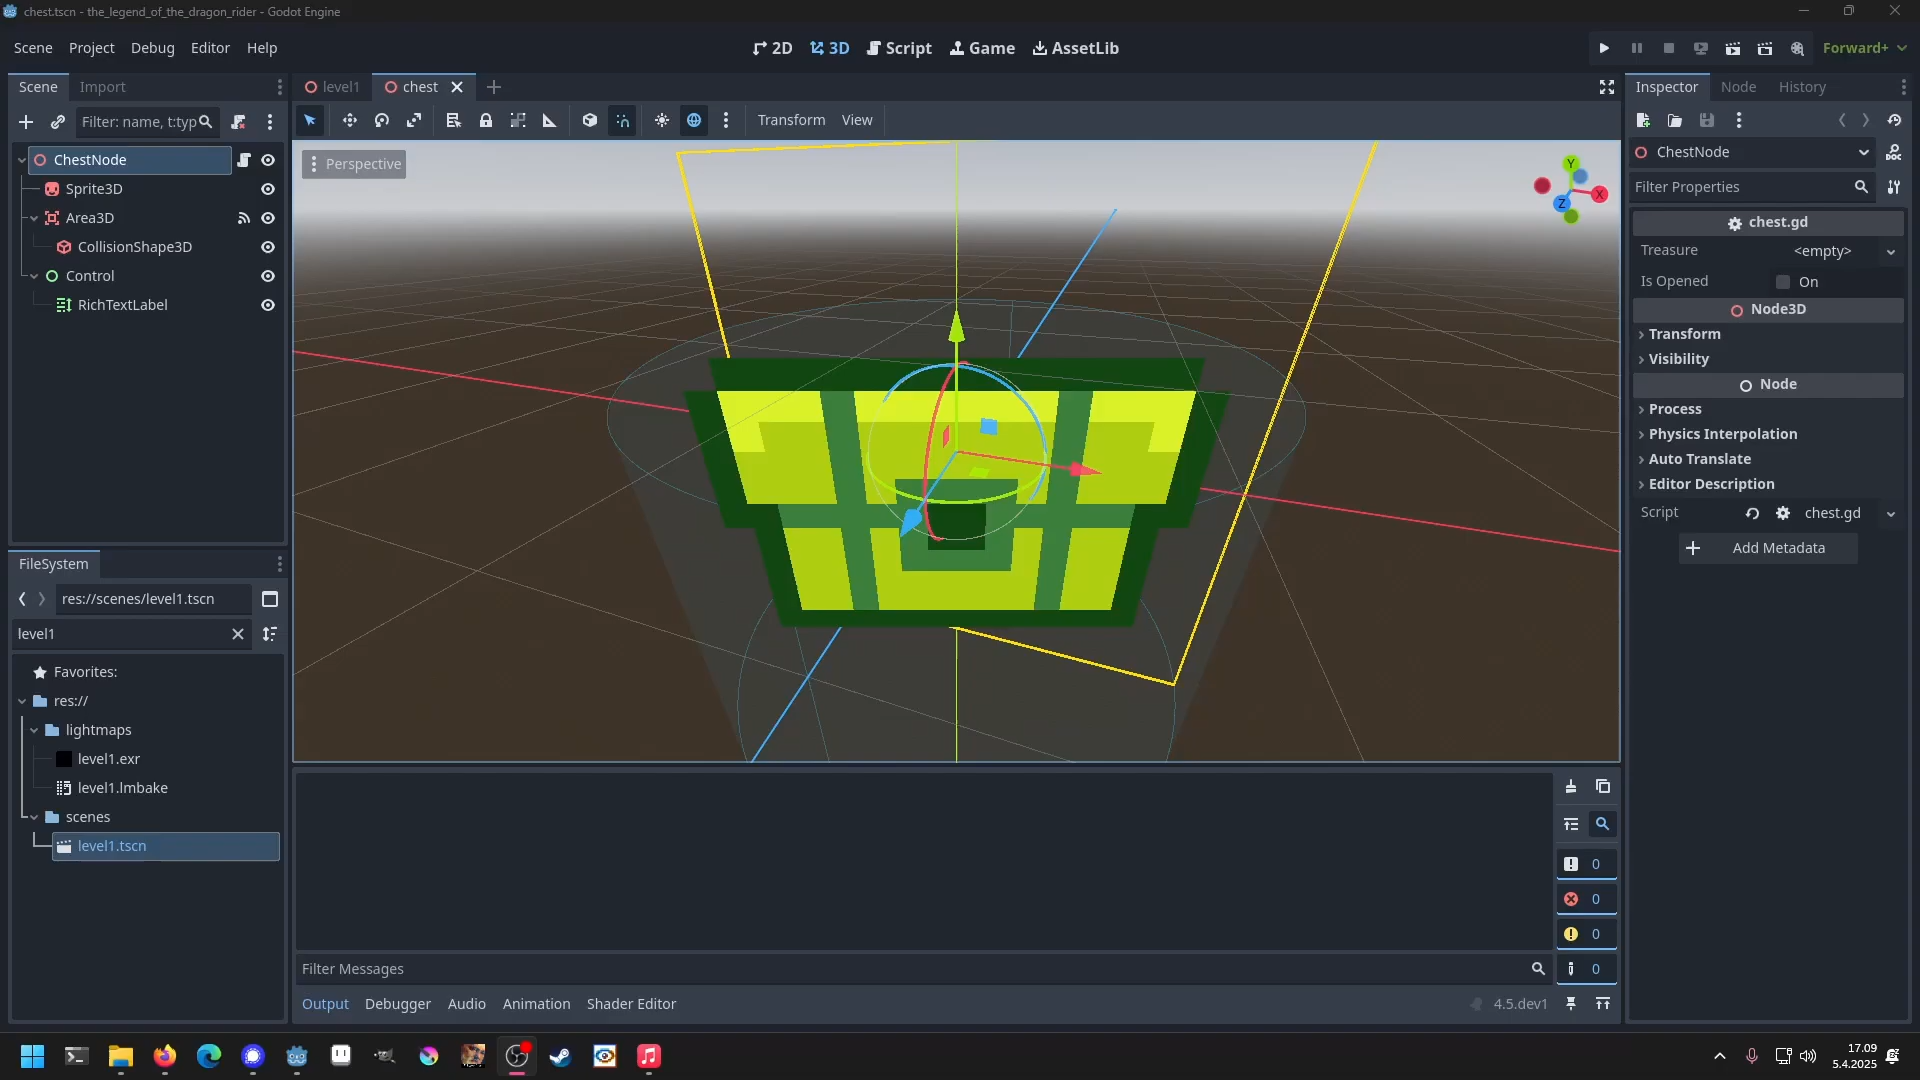 chest.tscn - the_legend_of_the_dragon_rider - Godot Engine
Scene Project Debug Editor Help
2D 3D Script Game AssetLib
Forward+
Scene Import
level1 chest
Inspector Node History
Filter: name, t:typ
Transform View
ChestNode
Sprite3D
Area3D
CollisionShape3D
Control
RichTextLabel
Perspective
Y
X
Z
ChestNode
DOC
Filter Properties
chest.gd
Treasure <empty>
Is Opened On
Node3D
Transform
Visibility
Node
Process
Physics Interpolation
Auto Translate
Editor Description
Script chest.gd
Add Metadata
FileSystem
res://scenes/level1.tscn
level1
Favorites:
res://
lightmaps
level1.exr
level1.lmbake
scenes
level1.tscn
0
0
0
0
Filter Messages
Output Debugger Audio Animation Shader Editor
4.5.dev1
17.09
5.4.2025